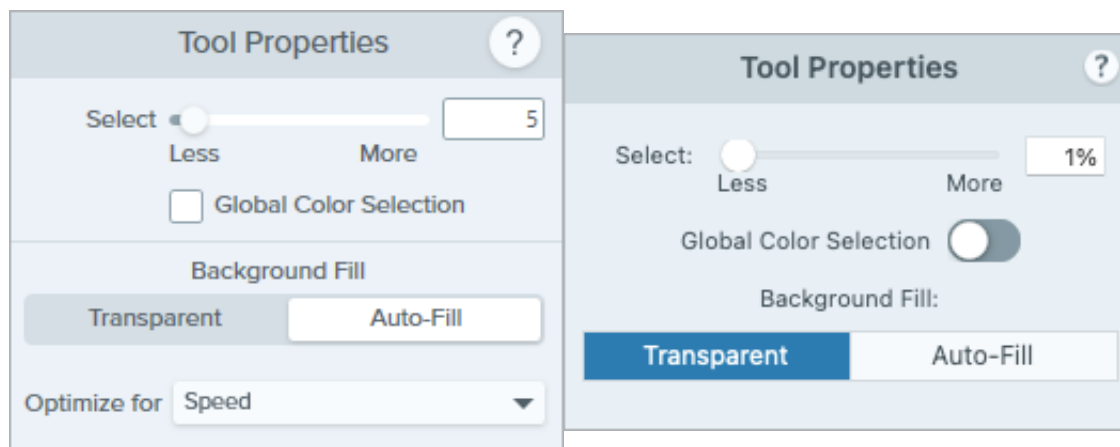 Tool Properties ?
Select 5
Less More
Global Color Selection
Background Fill
Transparent Auto-Fill
Optimize for Speed
Tool Properties ?
Select: 1%
Less More
Global Color Selection
Background Fill:
Transparent Auto-Fill